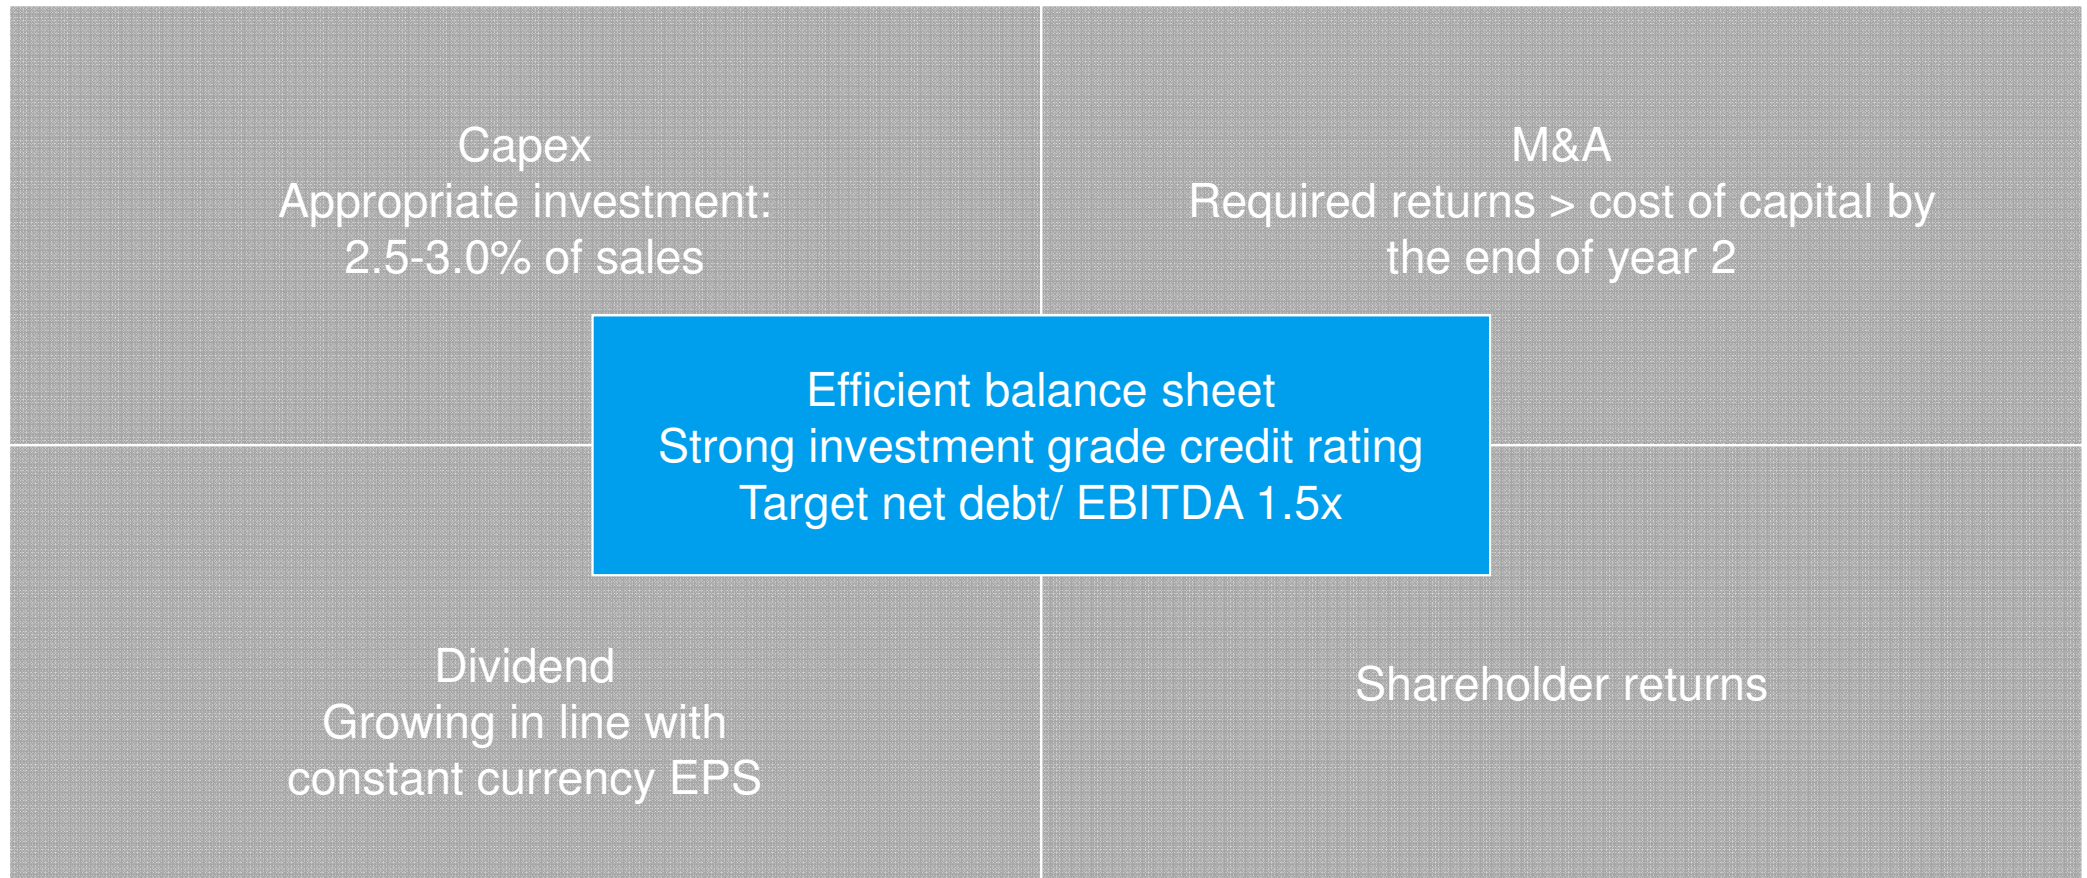 Capex
Appropriate investment:
2.5-3.0% of sales
M&A
Required returns > cost of capital by
the end of year 2
Efficient balance sheet
Strong investment grade credit rating
Target net debt/ EBITDA 1.5x
Dividend
Growing in line with
constant currency EPS
Shareholder returns